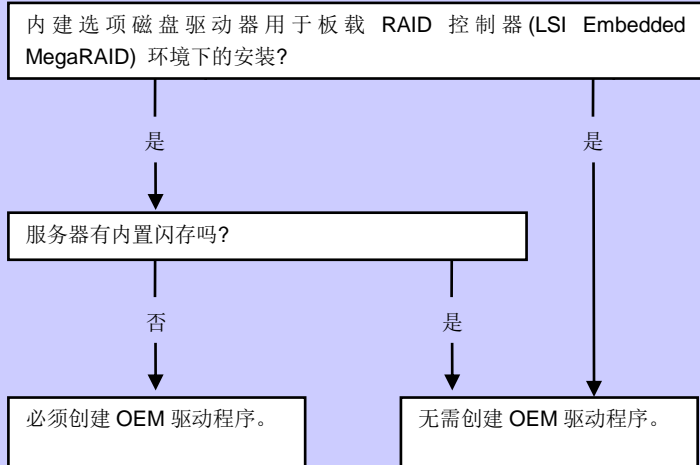 内建选项磁盘驱动器用于板载 RAID 控制器(LSI Embedded
MegaRAID) 环境下的安装?
是
是
服务器有内置闪存吗?
否
是
必须创建 OEM 驱动程序。
无需创建 OEM 驱动程序。